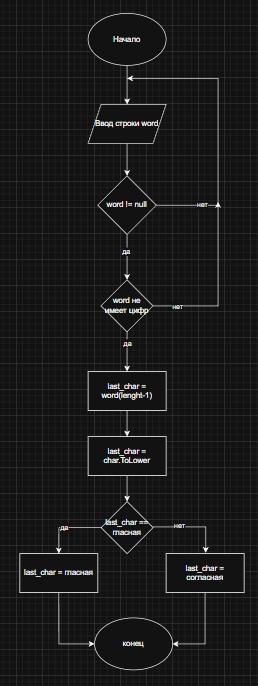 Начало
Ввод строки word
word != null
нет
да
word не
имеет цифр
нет
да
last_char =
word(lenght-1)
last_char =
char.ToLower
last_char ==
гласная
да
нет
last_char = гласная
last_char =
согласная
конец